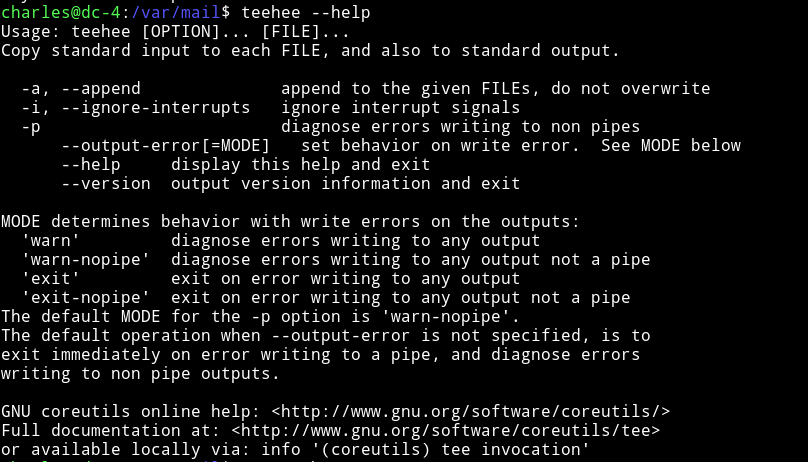 charles@dc-4:/var/mail$ teehee --help
Usage: teehee [OPTION]... [FILE]...
Copy standard input to each FILE, and also to standard output.

  -a, --append              append to the given FILEs, do not overwrite
  -i, --ignore-interrupts   ignore interrupt signals
  -p                        diagnose errors writing to non pipes
      --output-error[=MODE]   set behavior on write error.  See MODE below
      --help     display this help and exit
      --version  output version information and exit

MODE determines behavior with write errors on the outputs:
  'warn'         diagnose errors writing to any output
  'warn-nopipe'  diagnose errors writing to any output not a pipe
  'exit'         exit on error writing to any output
  'exit-nopipe'  exit on error writing to any output not a pipe
The default MODE for the -p option is 'warn-nopipe'.
The default operation when --output-error is not specified, is to
exit immediately on error writing to a pipe, and diagnose errors
writing to non pipe outputs.

GNU coreutils online help: <http://www.gnu.org/software/coreutils/>
Full documentation at: <http://www.gnu.org/software/coreutils/tee>
or available locally via: info '(coreutils) tee invocation'